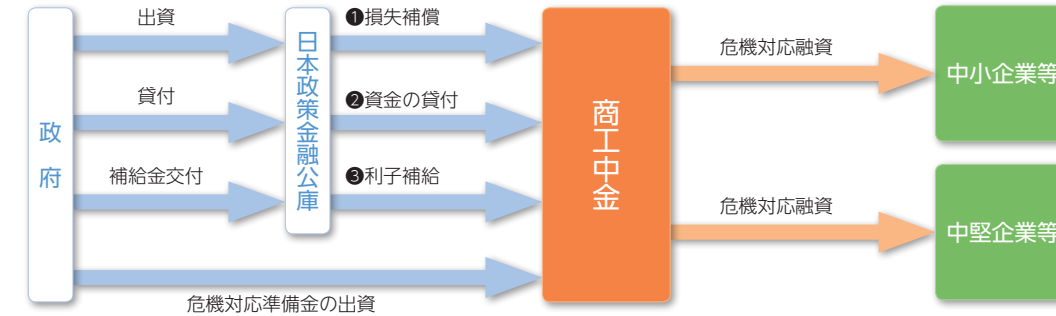 政府
出資
貸付
補給金交付
危機対応準備金の出資
日本政策金融公庫
❶損失補償
❷資金の貸付
❸利子補給
商工中金
危機対応融資
危機対応融資
中小企業等
中堅企業等